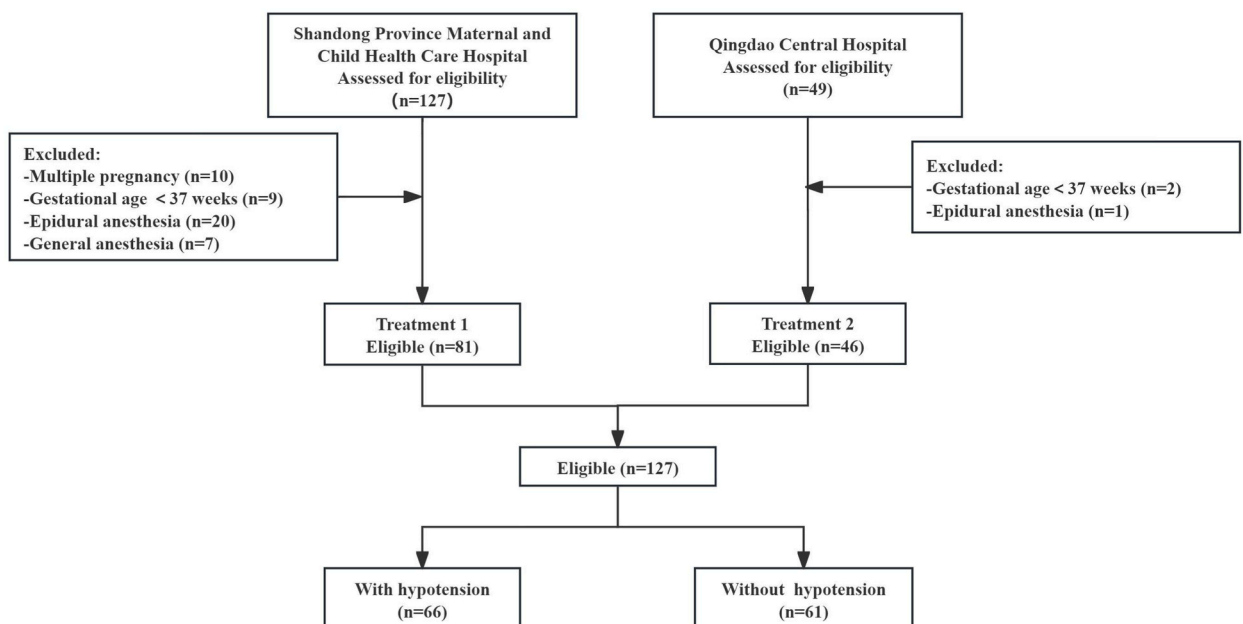 Shandong Province Maternal and
Child Health Care Hospital
Assessed for eligibility
(n=127)
Qingdao Central Hospital
Assessed for eligibility
(n=49)
Excluded:
-Multiple pregnancy (n=10)
-Gestational age < 37 weeks (n=9)
-Epidural anesthesia (n=20)
-General anesthesia (n=7)
Excluded:
-Gestational age < 37 weeks (n=2)
-Epidural anesthesia (n=1)
Treatment 1
Eligible (n=81)
Treatment 2
Eligible (n=46)
Eligible (n=127)
With hypotension
(n=66)
Without hypotension
(n=61)